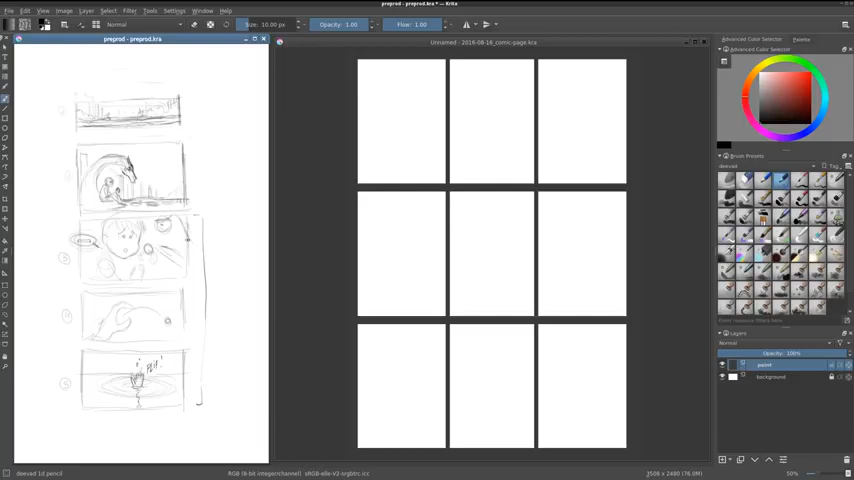 preprod - preprod.kra * — Krita
File Edit View Image Layer Select Filter Tools Settings Window Help
Normal Size: 10.00 px Opacity: 1.00 Flow: 1.00
preprod - preprod.kra
Unnamed - 2016-08-16_comic-page.kra
Advanced Color Selector Palette
Advanced Color Selector
Brush Presets
deevad Tag
Layers
Normal
Opacity: 100%
paint
background
deevad 1d pencil
RGB (8-bit integer/channel) sRGB-elle-V2-srgbtrc.icc
3508 x 2480 (76.0M)
50%